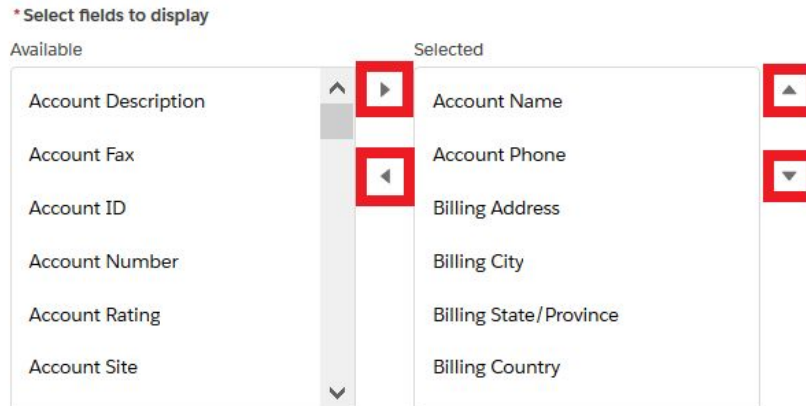 * Select fields to display
Available
Account Description
Account Fax
Account ID
Account Number
Account Rating
Account Site
Selected
Account Name
Account Phone
Billing Address
Billing City
Billing State/Province
Billing Country